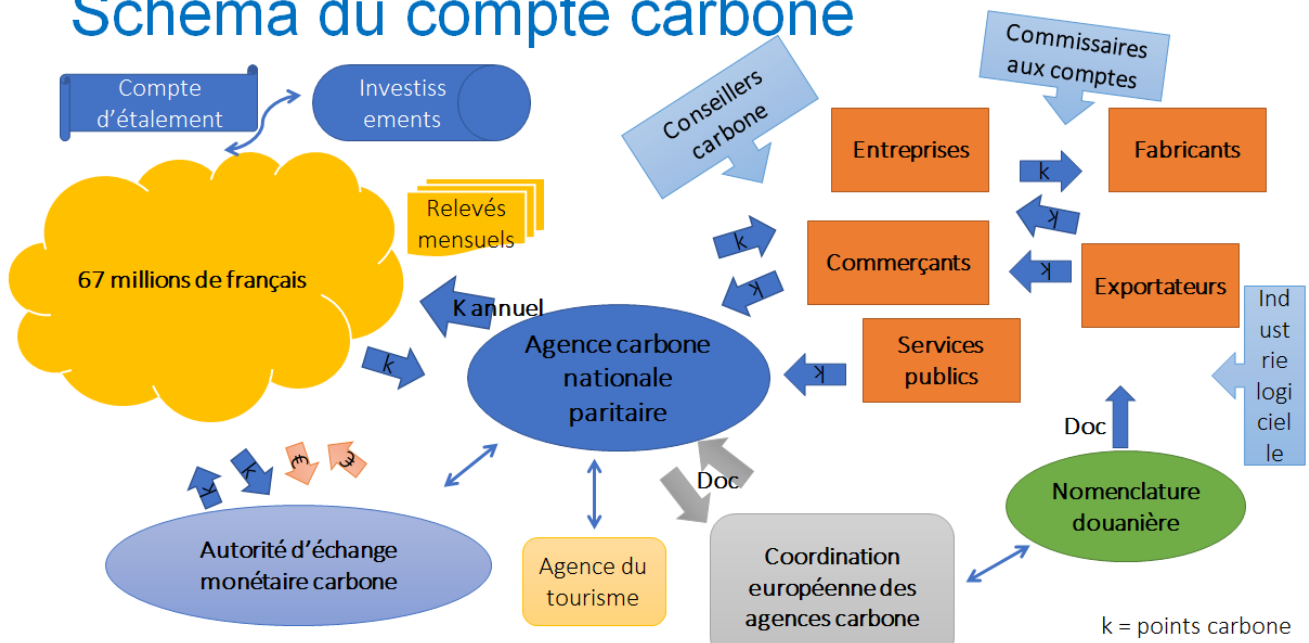 Schéma du compte carbone
Compte
d’étalement
Investiss
ements
Conseillers
carbone
Commissaires
aux comptes
Entreprises
Fabricants
k
k
Relevés
mensuels
67 millions de français
k
k
Commerçants
k
Exportateurs
K annuel
Ind
ust
rie
logi
ciel
le
Agence carbone
nationale
paritaire
k
k
Services
publics
Doc
k
k
€
€
Doc
Nomenclature
douanière
Autorité d’échange
monétaire carbone
Agence du
tourisme
Coordination
européenne des
agences carbone
k = points carbone